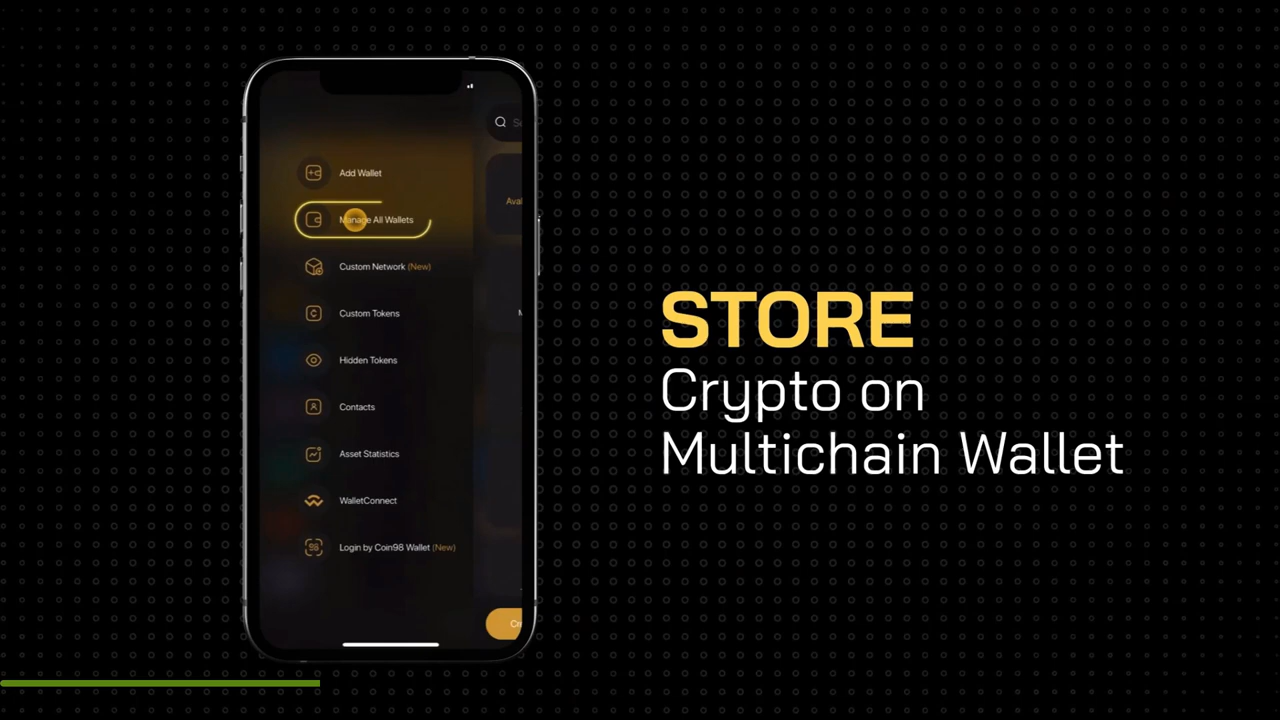 Add Wallet
Manage All Wallets
Custom Network (New)
Custom Tokens
Hidden Tokens
Contacts
Asset Statistics
WalletConnect
Login by Coin98 Wallet (New)
STORE
Crypto on
Multichain Wallet